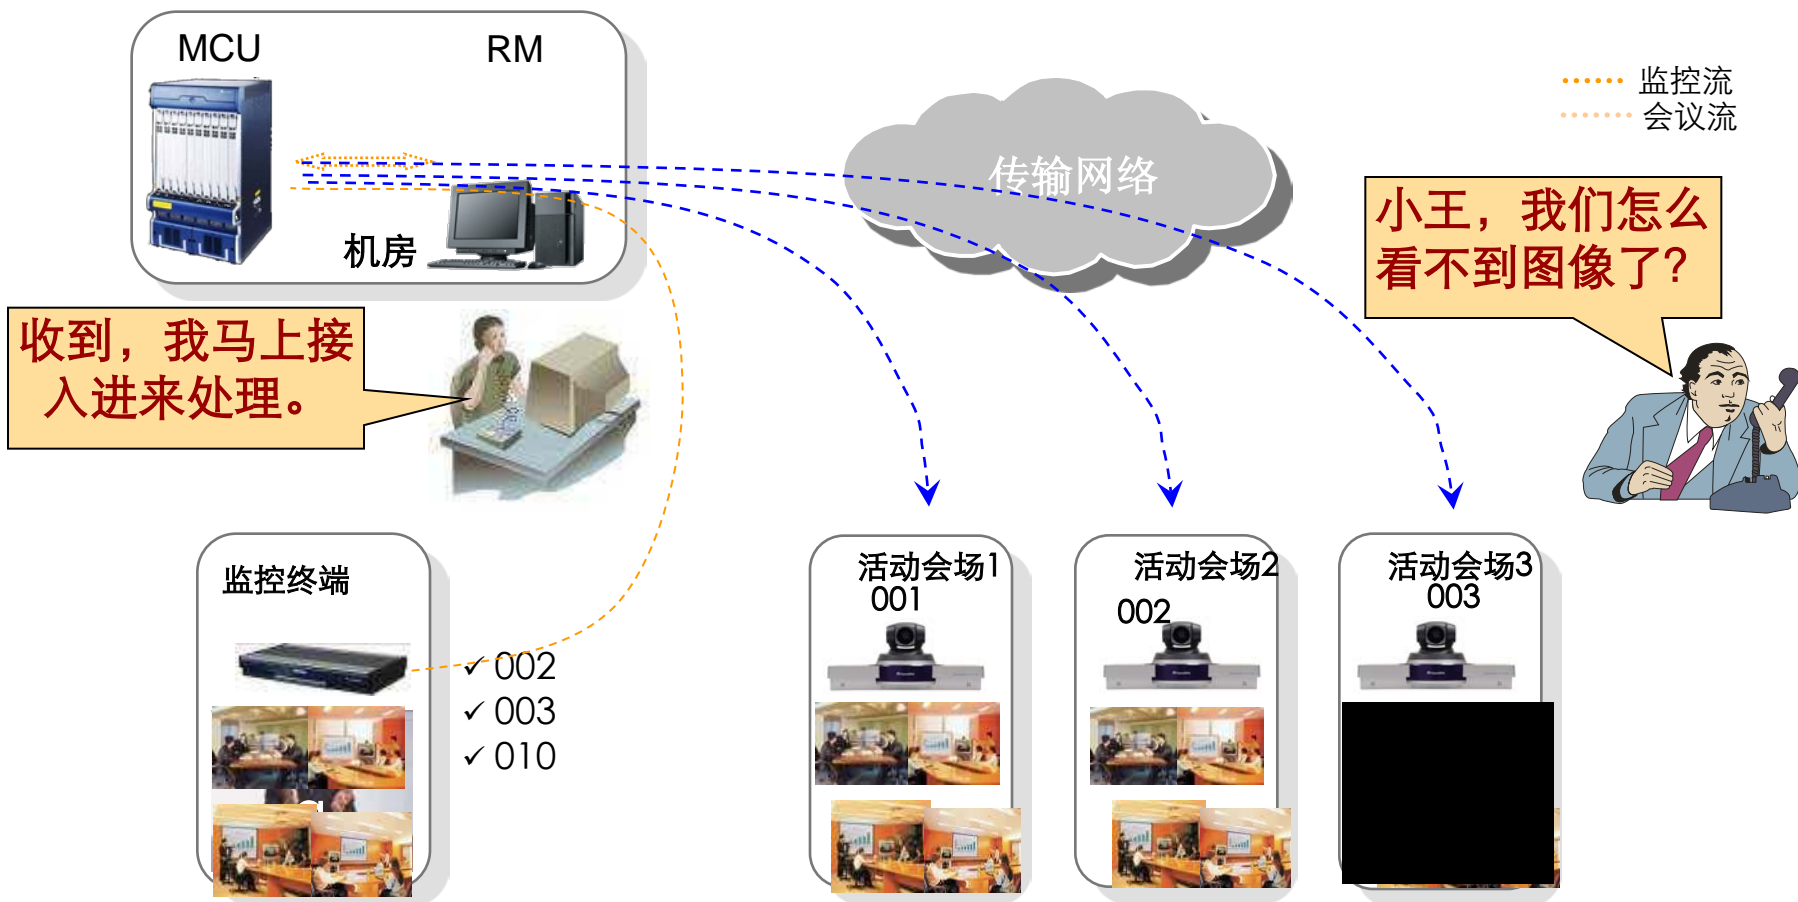 MCU
RM
监控流
会议流
传输网络
小王，我们怎么
看不到图像了？
机房
收到，我马上接
入进来处理。
监控终端
✓ 002
✓ 003
✓ 010
活动会场1
001
活动会场2
002
活动会场3
003